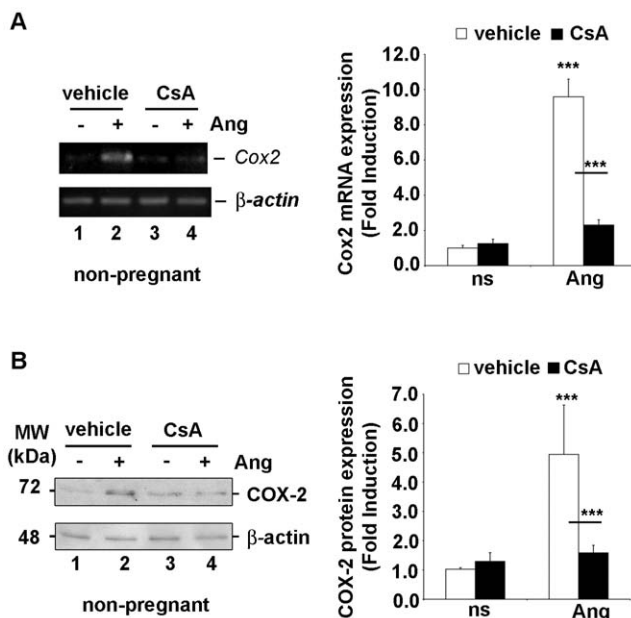 A
vehicle CsA
- + - + Ang
Cox2
β-actin
1 2 3 4
non-pregnant
vehicle CsA
Cox2 mRNA expression
(Fold Induction)
12.0
10.0
8.0
6.0
4.0
2.0
0.0
***
***
ns Ang
B
MW
(kDa)
vehicle CsA
- + - + Ang
72 COX-2
48 β-actin
1 2 3 4
non-pregnant
vehicle CsA
COX-2 protein expression
(Fold Induction)
7.0
6.0
5.0
4.0
3.0
2.0
1.0
0.0
***
***
ns Ang